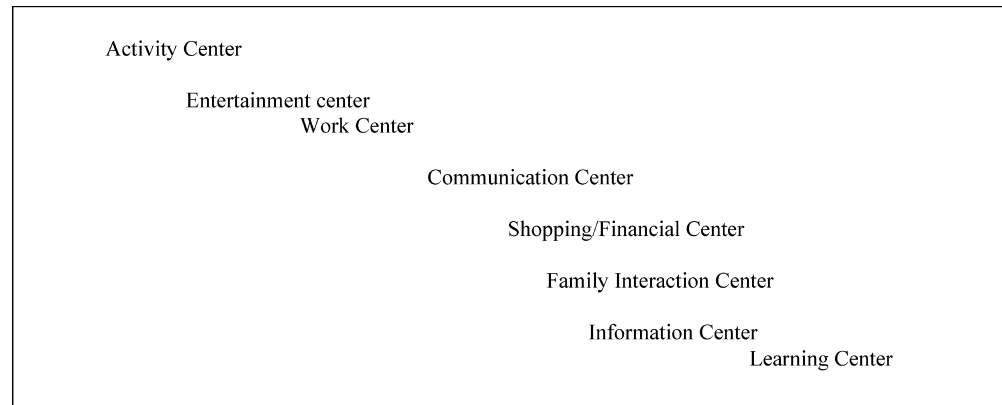 Activity Center
Entertainment center
Work Center
Communication Center
Shopping/Financial Center
Family Interaction Center
Information Center
Learning Center